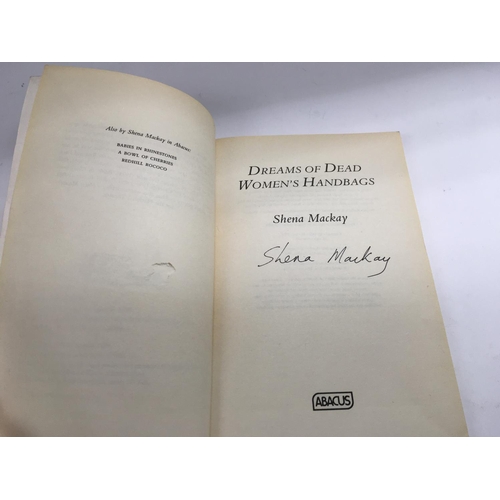 Also by Shena Mackay in Abacus:
BABIES IN RHINESTONES
A BOWL OF CHERRIES
REDHILL ROCOCO
DREAMS OF DEAD
WOMEN'S HANDBAGS
Shena Mackay
Shena Mackay
ABACUS